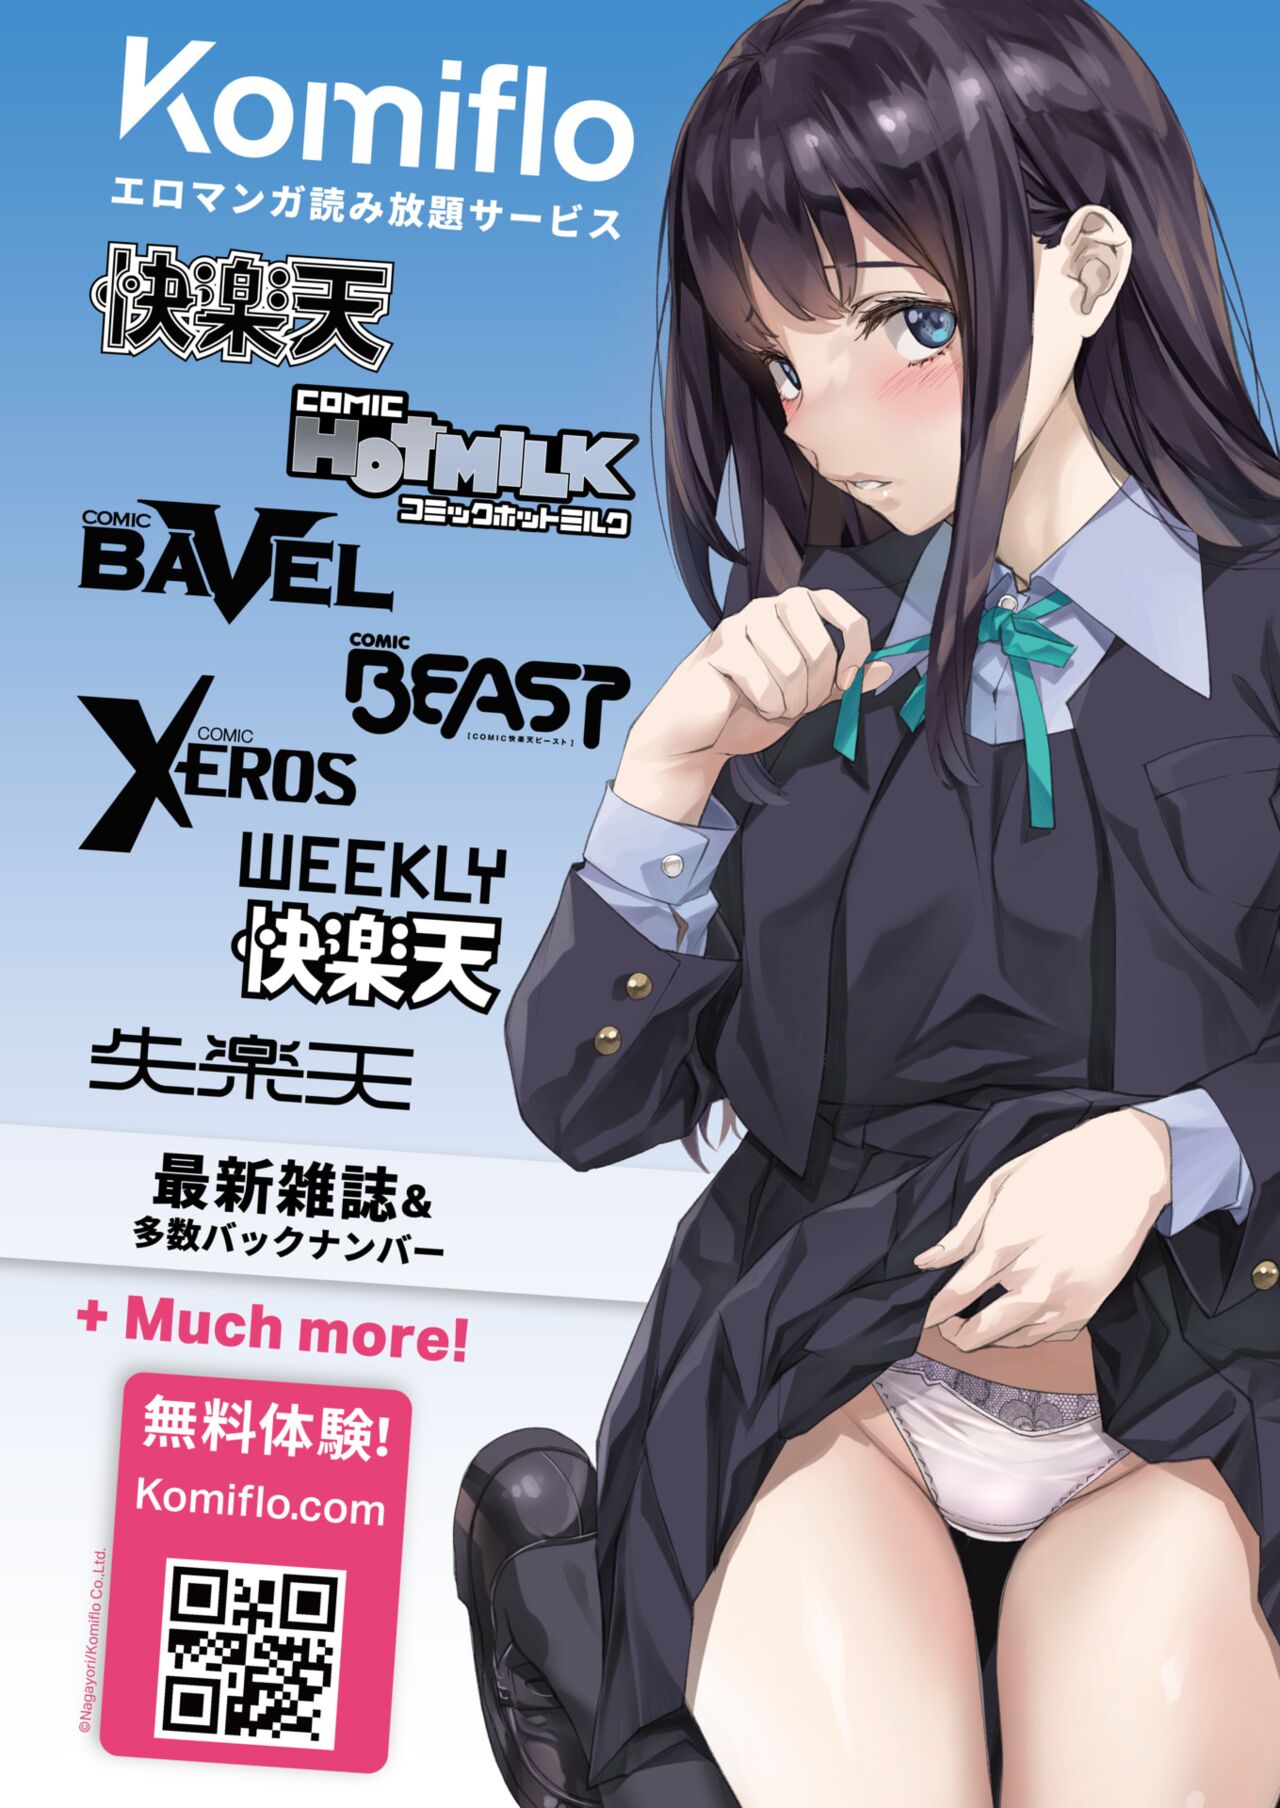 Komiflo
エロマンガ読み放題サービス
快楽天
COMIC
HOTMILK
コミックホットミルク
COMIC
BAVEL
COMIC
BEAST
[COMIC快楽天ビースト]
COMIC
XEROS
WEEKLY
快楽天
失楽天
最新雑誌&
多数バックナンバー
+ Much more!
無料体験!
Komiflo.com
©Nagayori/Komiflo Co.,Ltd.